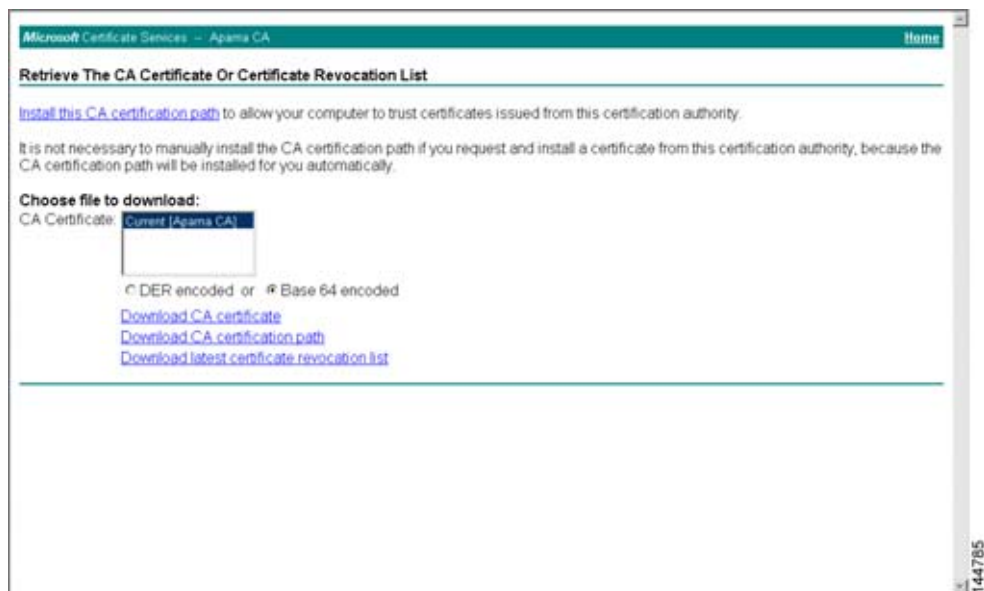 Microsoft Certificate Services -- Aparna CA Home
Retrieve The CA Certificate Or Certificate Revocation List
Install this CA certification path to allow your computer to trust certificates issued from this certification authority.
It is not necessary to manually install the CA certification path if you request and install a certificate from this certification authority, because the
CA certification path will be installed for you automatically.
Choose file to download:
CA Certificate: Current [Aparna CA]
DER encoded or Base 64 encoded
Download CA certificate
Download CA certification path
Download latest certificate revocation list
144785